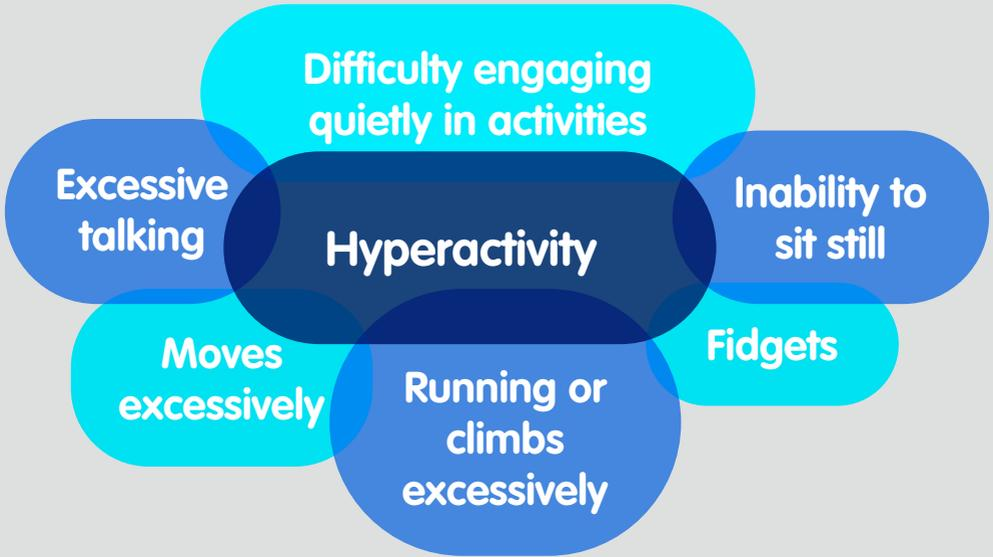 Difficulty engaging
quietly in activities
Excessive
talking
Inability to
sit still
Hyperactivity
Moves
excessively
Running or
climbs
excessively
Fidgets